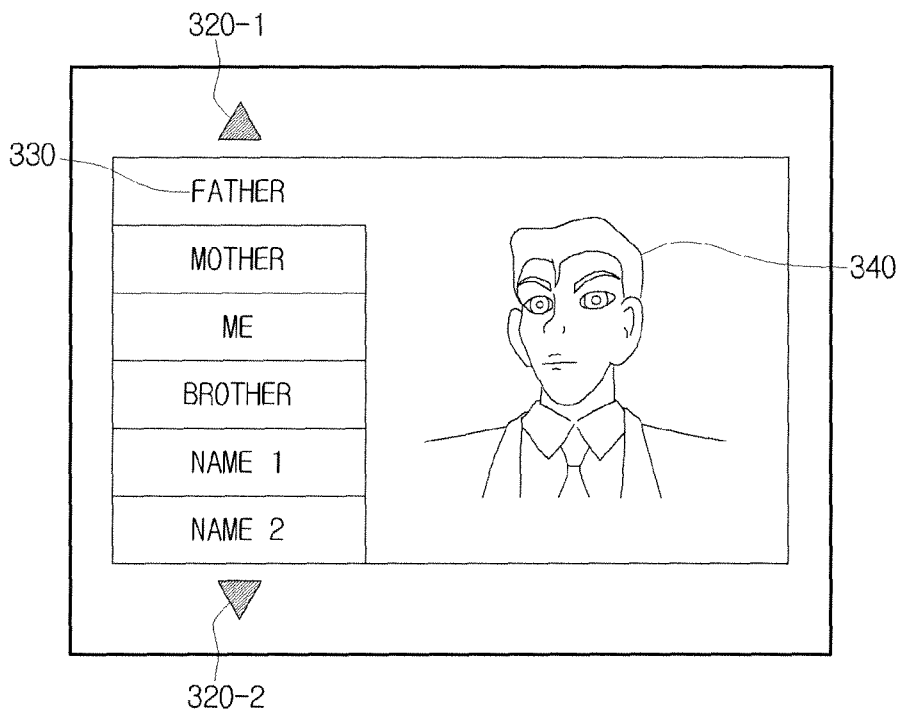 320-1
330
FATHER
MOTHER
340
ME
BROTHER
NAME 1
NAME 2
320-2